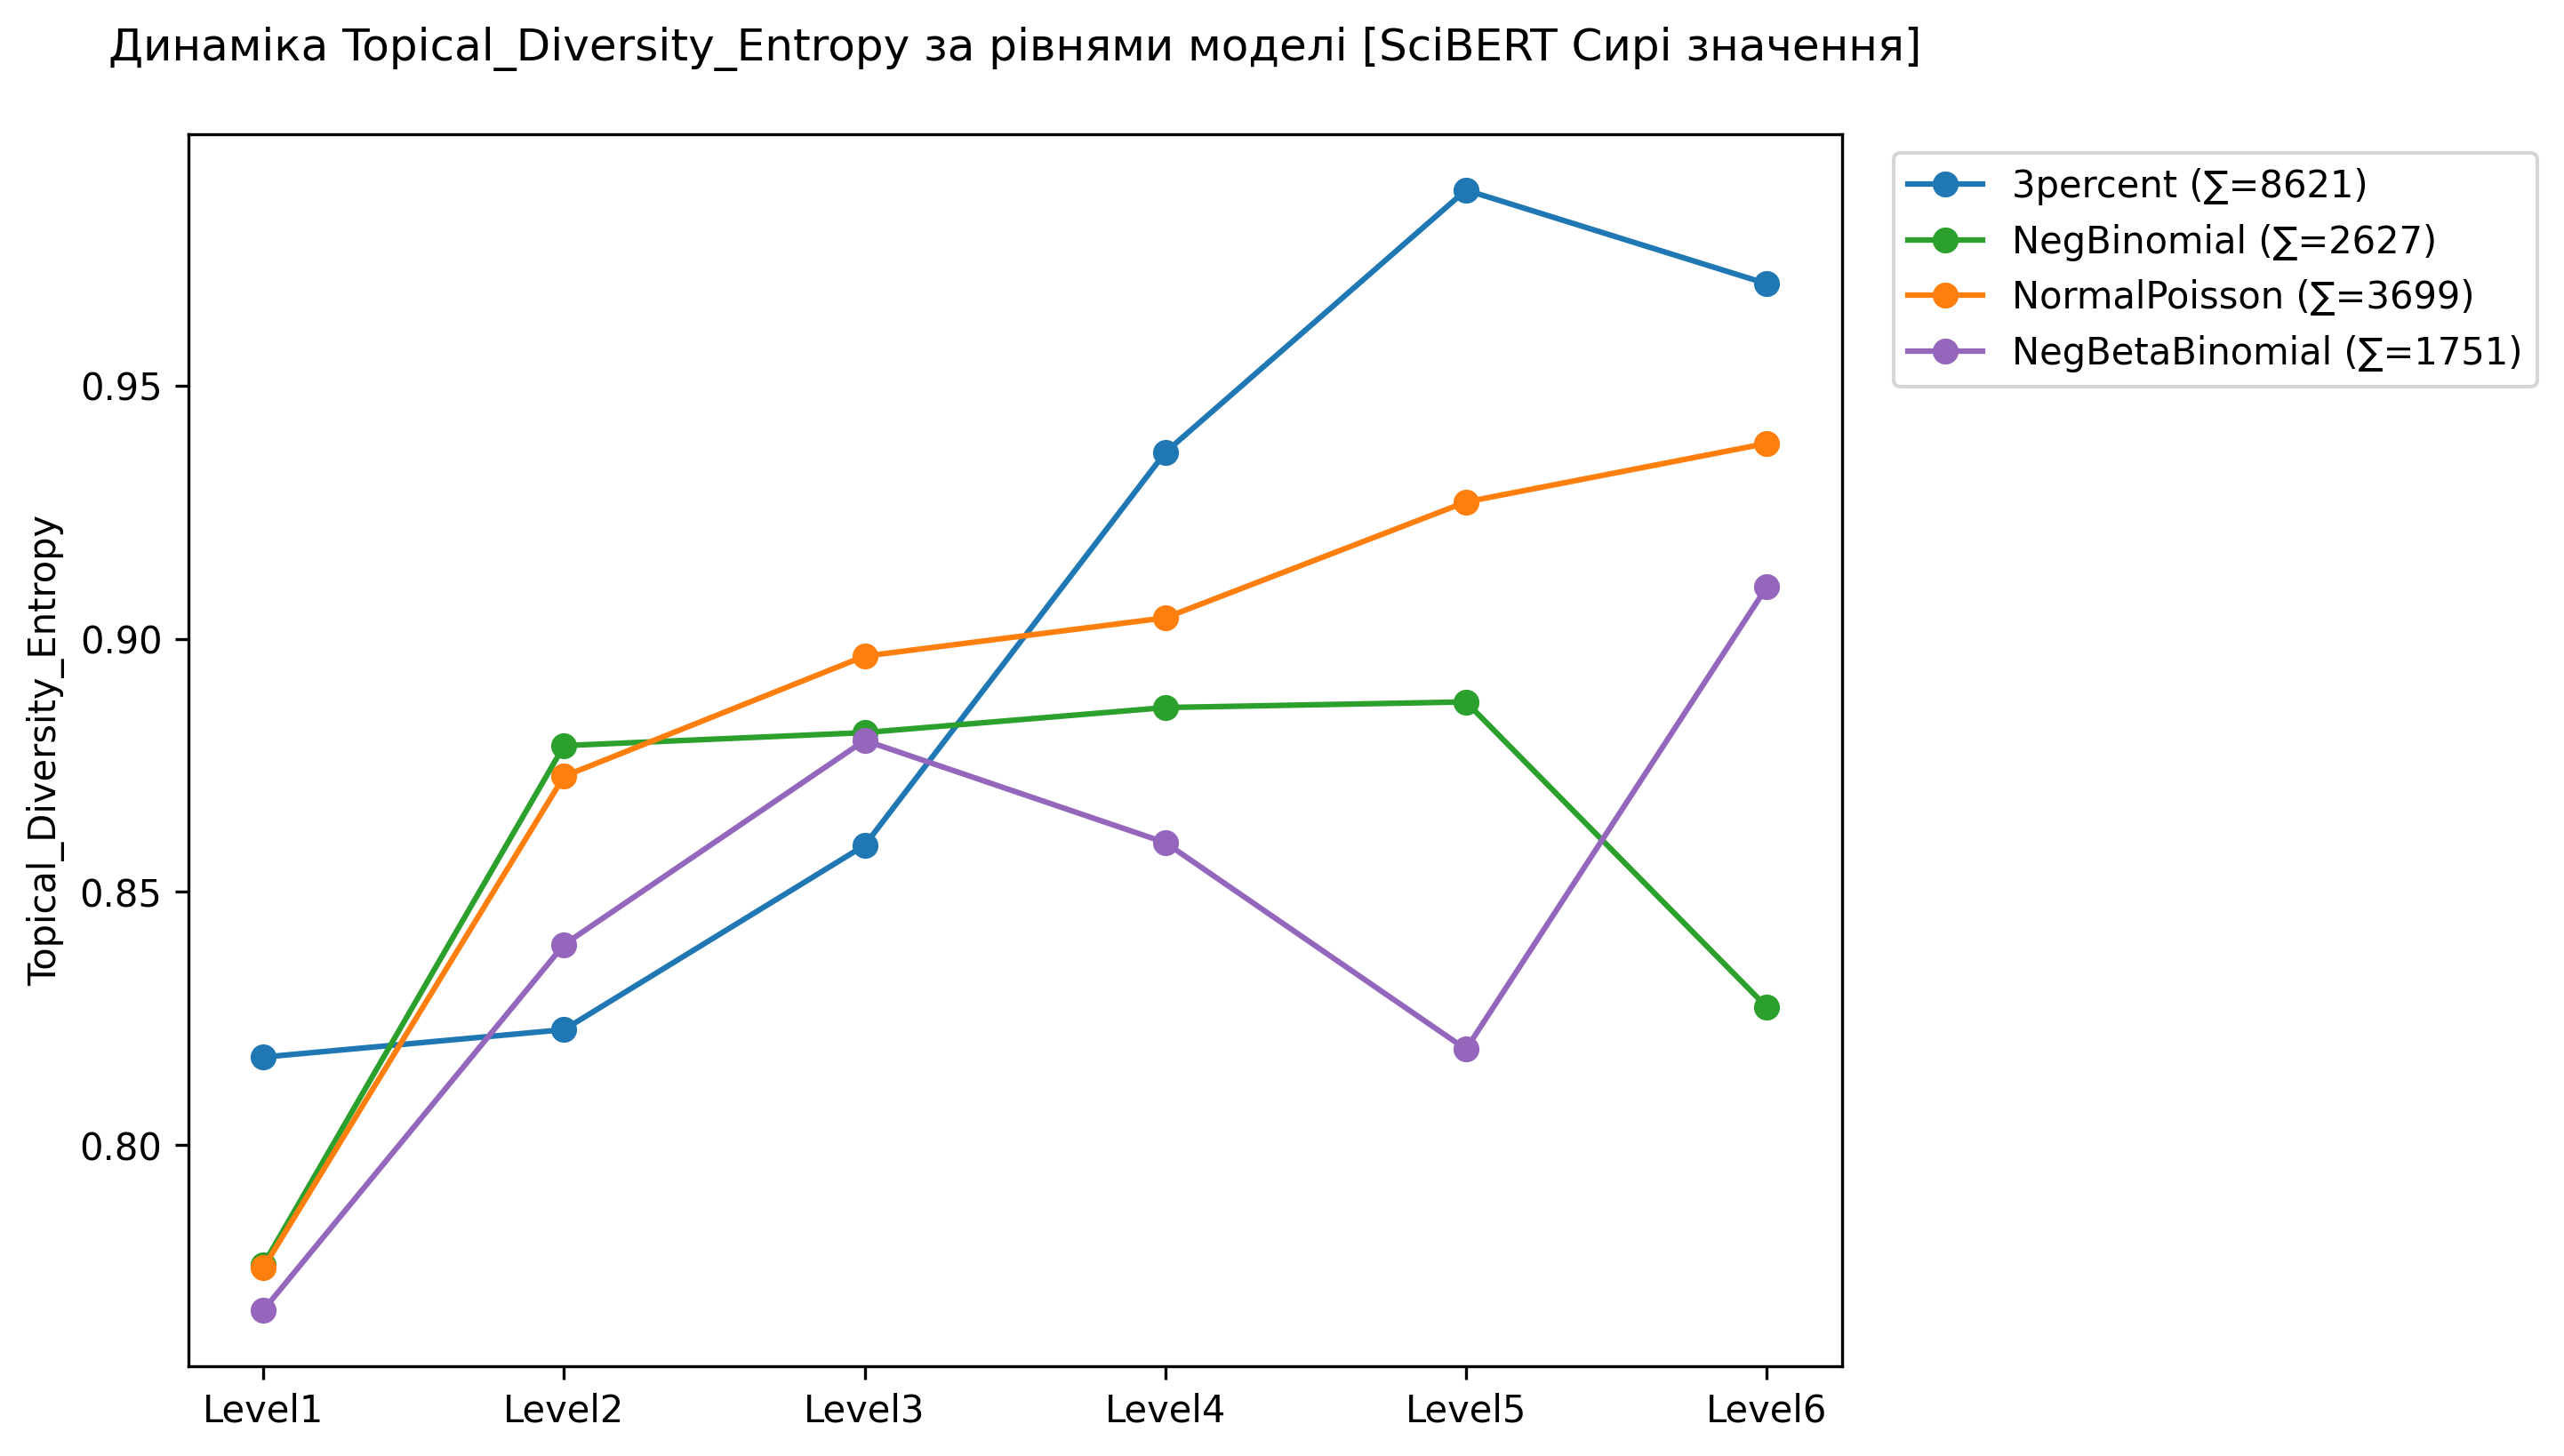 Динаміка Topical_Diversity_Entropy за рівнями моделі [SciBERT Сирі значення]
3percent (∑=8621)
NegBinomial (∑=2627)
NormalPoisson (∑=3699)
NegBetaBinomial (∑=1751)
Topical_Diversity_Entropy
0.95
0.90
0.85
0.80
Level1 Level2 Level3 Level4 Level5 Level6